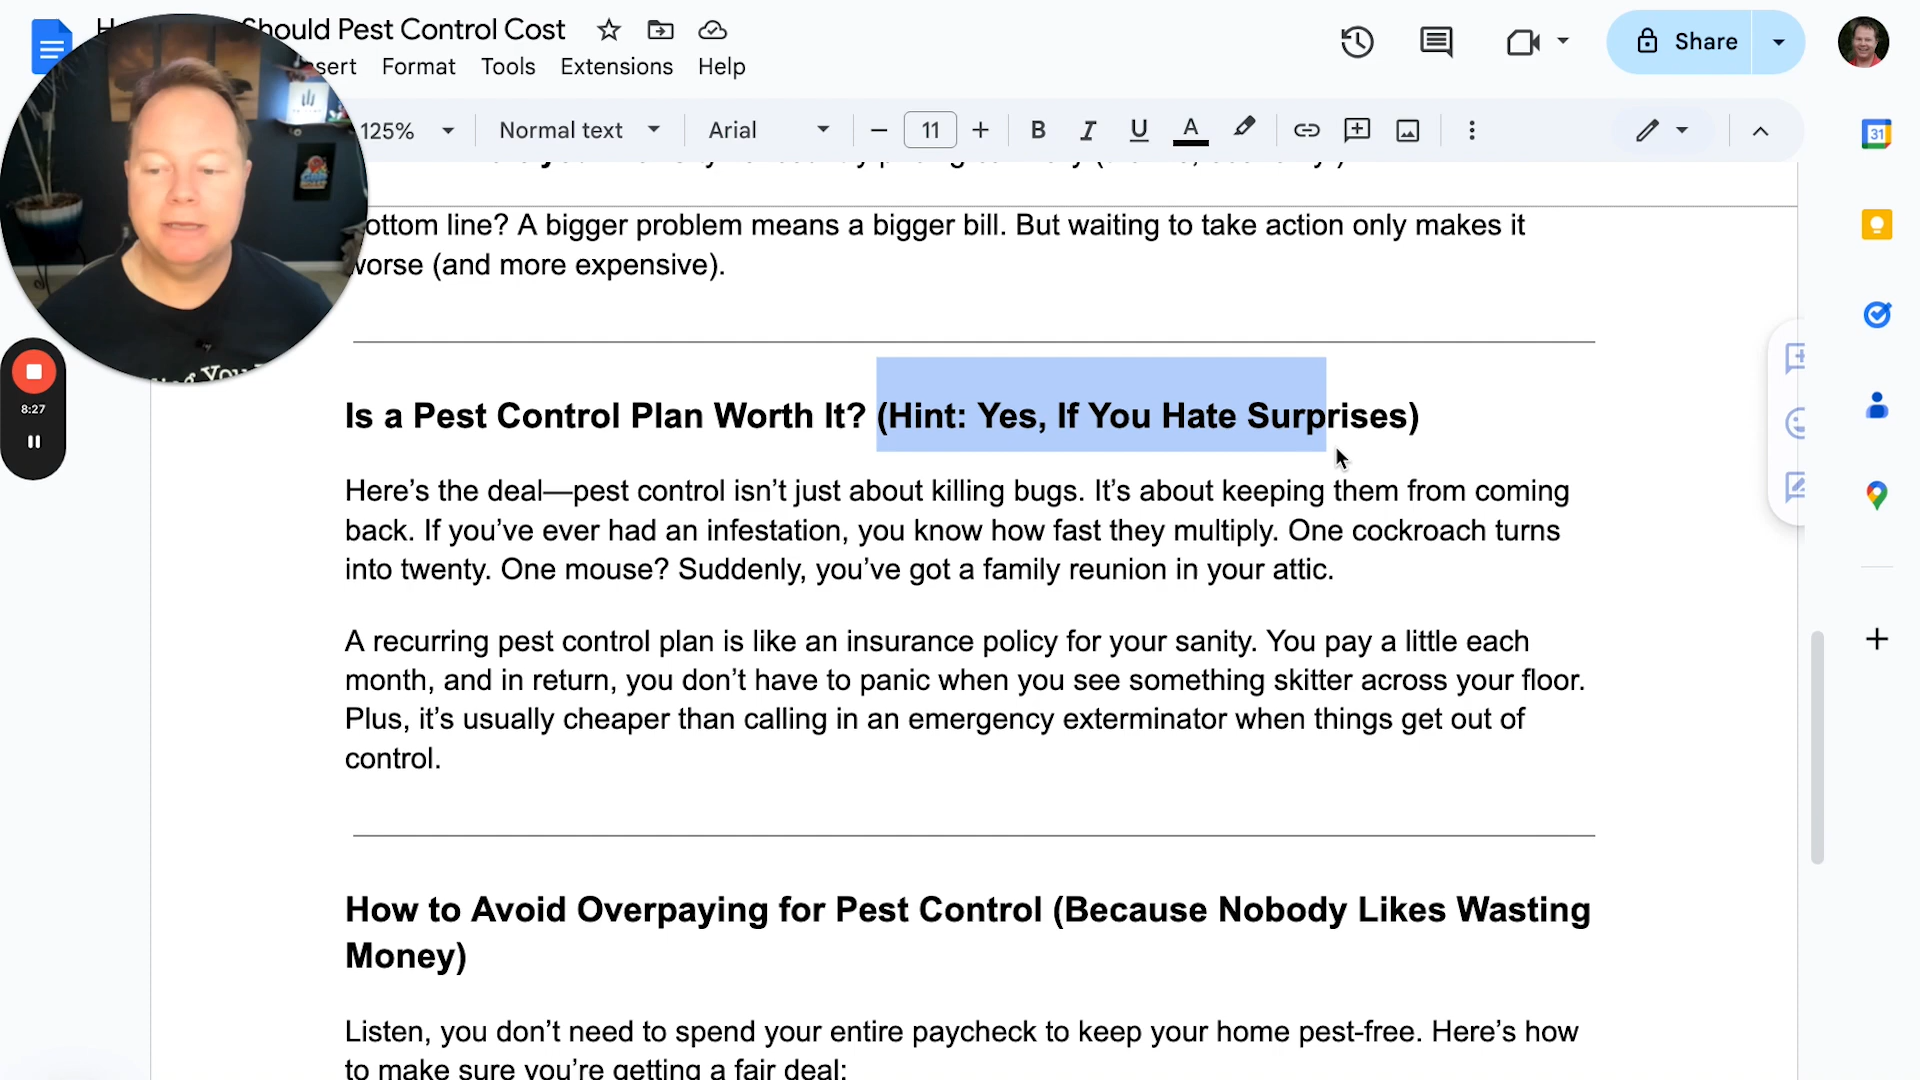 Should Pest Control Cost
Format Tools Extensions Help
Share
125% Normal text Arial 11
31
ottom line? A bigger problem means a bigger bill. But waiting to take action only makes it
worse (and more expensive).
8:27
Is a Pest Control Plan Worth It? (Hint: Yes, If You Hate Surprises)
Here’s the deal—pest control isn’t just about killing bugs. It’s about keeping them from coming
back. If you’ve ever had an infestation, you know how fast they multiply. One cockroach turns
into twenty. One mouse? Suddenly, you’ve got a family reunion in your attic.
A recurring pest control plan is like an insurance policy for your sanity. You pay a little each
month, and in return, you don’t have to panic when you see something skitter across your floor.
Plus, it’s usually cheaper than calling in an emergency exterminator when things get out of
control.
How to Avoid Overpaying for Pest Control (Because Nobody Likes Wasting
Money)
Listen, you don’t need to spend your entire paycheck to keep your home pest-free. Here’s how
to make sure you’re getting a fair deal: